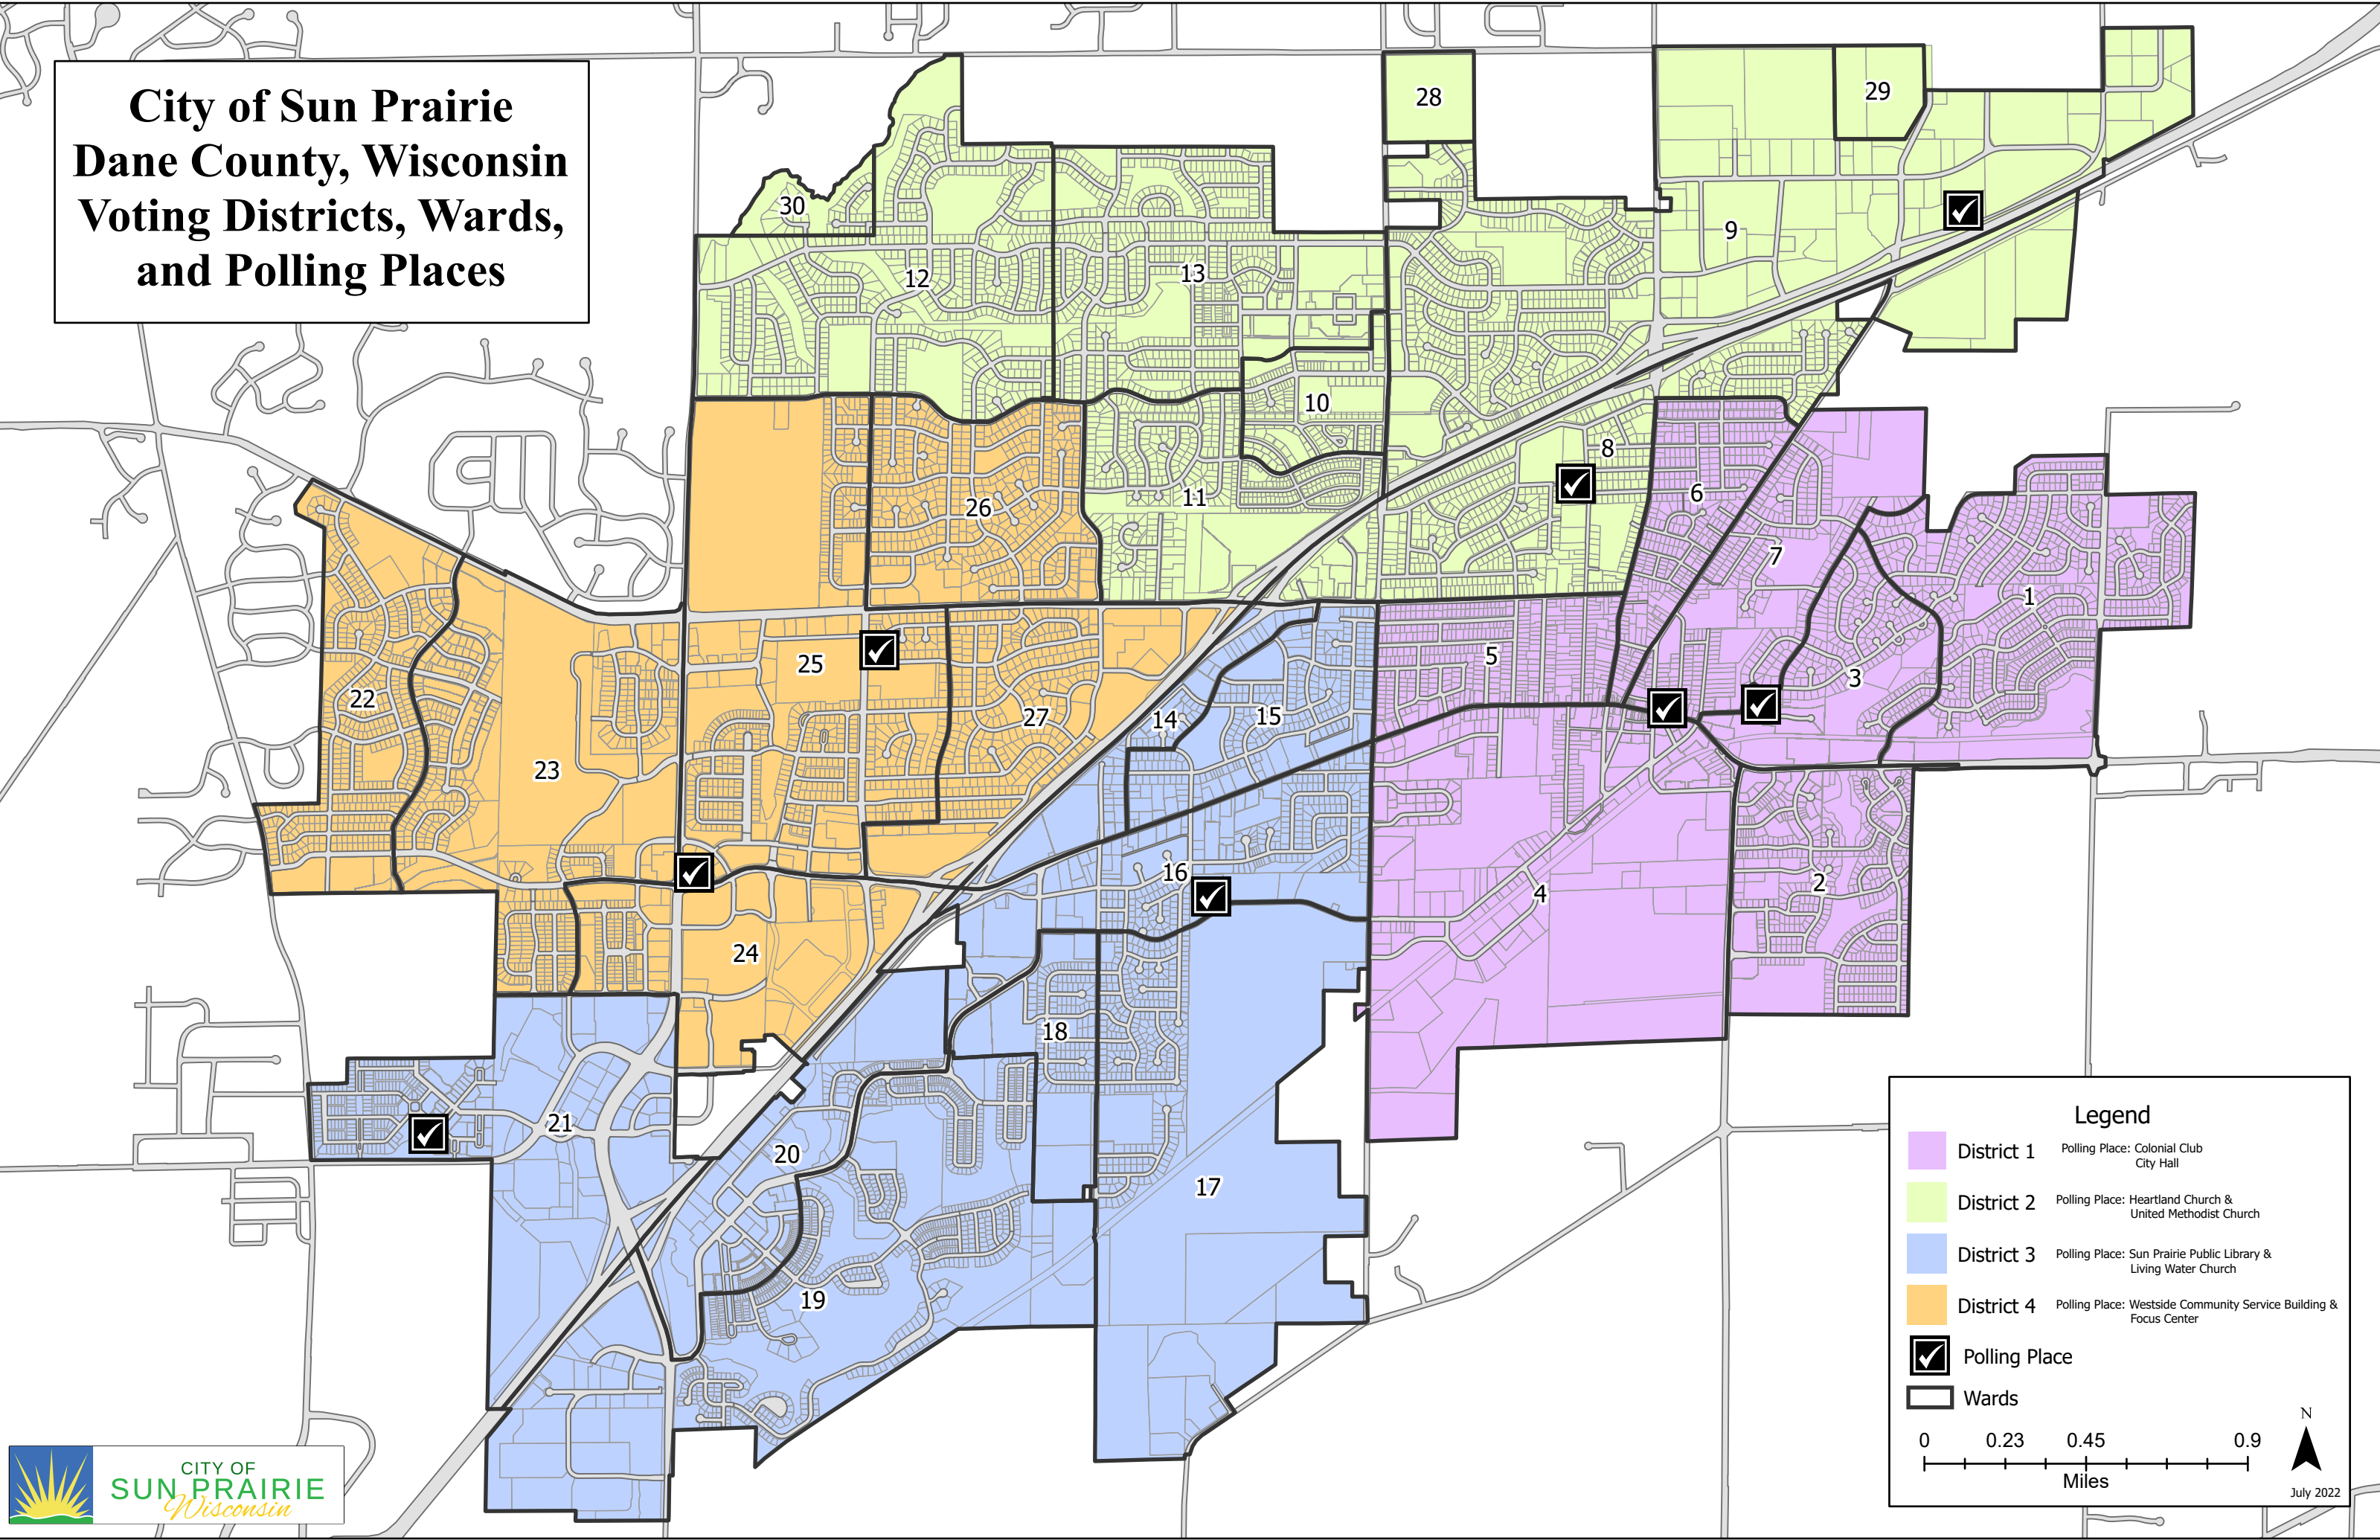 City of Sun Prairie
Dane County, Wisconsin
Voting Districts, Wards,
and Polling Places
28
29
30
9
12
13
10
8
11
6
26
7
1
5
3
25
22
27
14
15
23
16
2
4
24
18
21
20
17
19
Legend
District 1 Polling Place: Colonial Club
City Hall
District 2 Polling Place: Heartland Church &
United Methodist Church
District 3 Polling Place: Sun Prairie Public Library &
Living Water Church
District 4 Polling Place: Westside Community Service Building &
Focus Center
Polling Place
Wards
N
0 0.23 0.45 0.9
Miles
July 2022
CITY OF
SUN PRAIRIE
Wisconsin